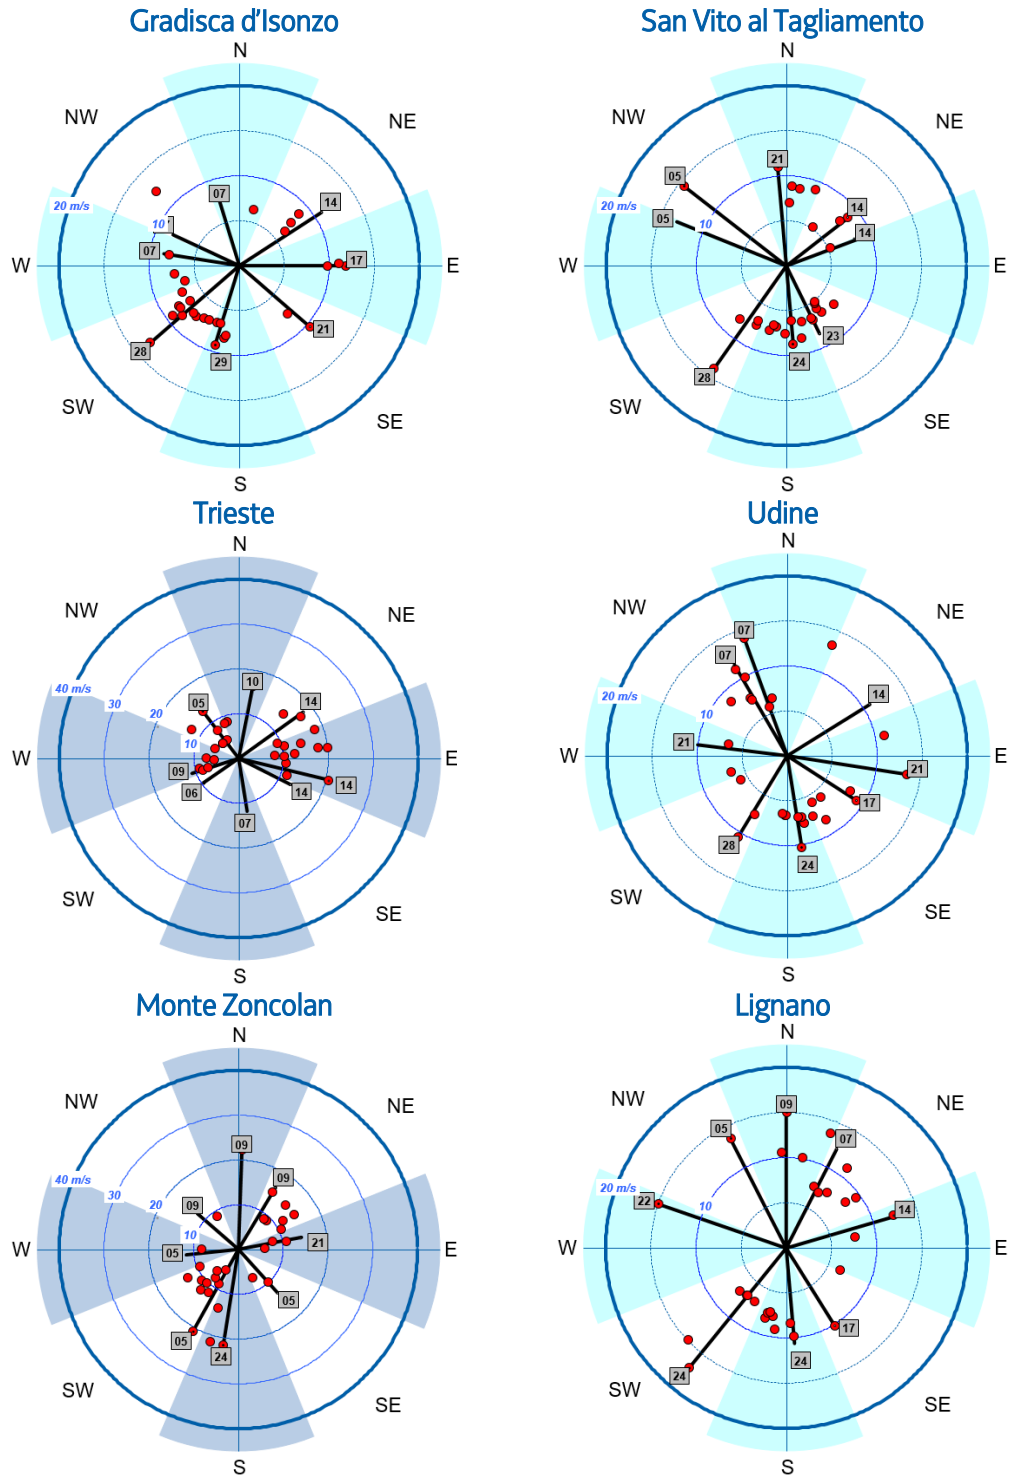 Gradisca d’Isonzo
N
NW
NE
20 m/s
10
07
14
07
17
W
E
21
28
29
SW
SE
S
San Vito al Tagliamento
N
NW
NE
21
05
20 m/s
10
05
14
14
W
E
23
24
28
SW
SE
S
Trieste
N
NW
NE
40 m/s
30
20
10
10
05
14
W
E
09
06
14
14
07
SW
SE
S
Udine
N
NW
NE
07
07
20 m/s
10
14
21
W
E
21
17
28
24
SW
SE
S
Monte Zoncolan
N
NW
NE
09
09
40 m/s
30
20
10
09
21
05
W
E
05
05
24
SW
SE
S
Lignano
N
NW
NE
09
05
07
20 m/s
10
22
14
W
E
17
24
24
SW
SE
S